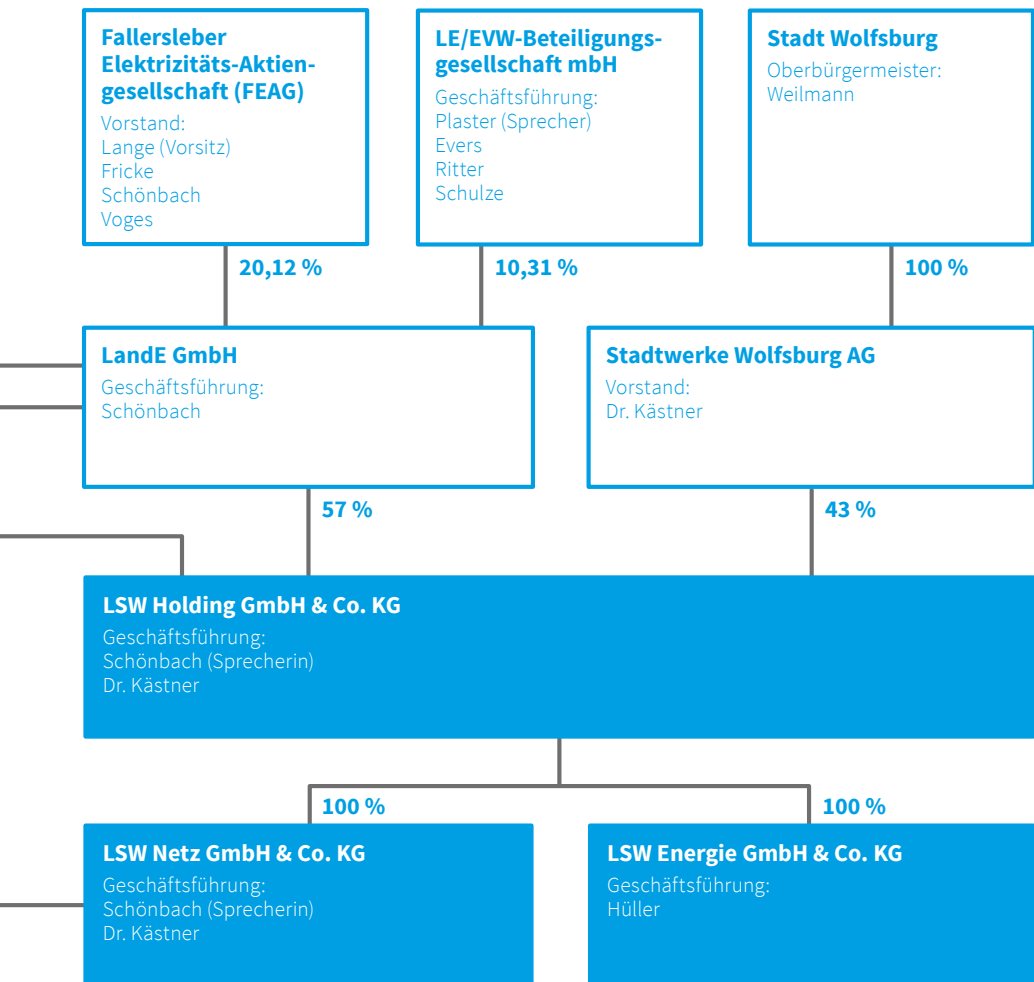 Fallersleber
Elektrizitäts-Aktien-
gesellschaft (FEAG)
Vorstand:
Lange (Vorsitz)
Fricke
Schönbach
Voges
LE/EVW-Beteiligungs-
gesellschaft mbH
Geschäftsführung:
Plaster (Sprecher)
Evers
Ritter
Schulze
Stadt Wolfsburg
Oberbürgermeister:
Weilmann
20,12 %
10,31 %
100 %
LandE GmbH
Geschäftsführung:
Schönbach
Stadtwerke Wolfsburg AG
Vorstand:
Dr. Kästner
57 %
43 %
LSW Holding GmbH & Co. KG
Geschäftsführung:
Schönbach (Sprecherin)
Dr. Kästner
100 %
100 %
LSW Netz GmbH & Co. KG
Geschäftsführung:
Schönbach (Sprecherin)
Dr. Kästner
LSW Energie GmbH & Co. KG
Geschäftsführung:
Hüller